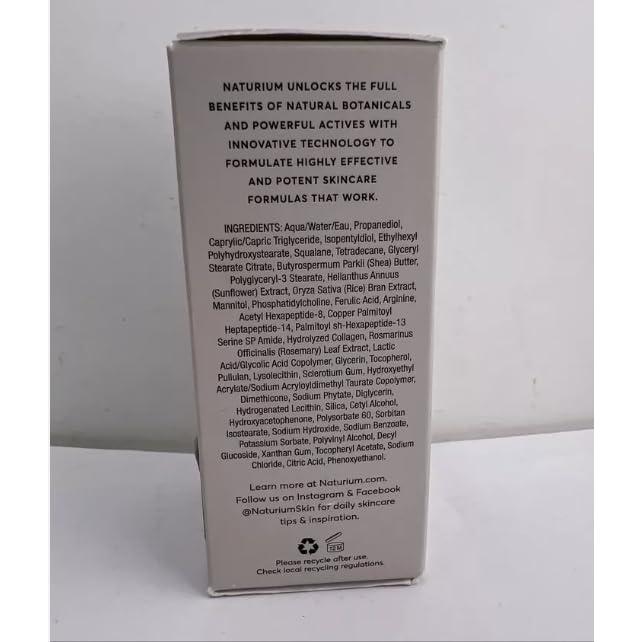 NATURIUM UNLOCKS THE FULL
BENEFITS OF NATURAL BOTANICALS
AND POWERFUL ACTIVES WITH
INNOVATIVE TECHNOLOGY TO
FORMULATE HIGHLY EFFECTIVE
AND POTENT SKINCARE
FORMULAS THAT WORK.
INGREDIENTS: Aqua/Water/Eau, Propanediol,
Caprylic/Capric Triglyceride, Isopentyldiol, Ethylhexyl
Polyhydroxystearate, Squalane, Tetradecane, Glyceryl
Stearate Citrate, Butyrospermum Parkii (Shea) Butter,
Polyglyceryl-3 Stearate, Helianthus Annuus
(Sunflower) Extract, Oryza Sativa (Rice) Bran Extract,
Mannitol, Phosphatidylcholine, Ferulic Acid, Arginine,
Acetyl Hexapeptide-8, Copper Palmitoyl
Heptapeptide-14, Palmitoyl sh-Hexapeptide-13
Serine SP Amide, Hydrolyzed Collagen, Rosmarinus
Officinalis (Rosemary) Leaf Extract, Lactic
Acid/Glycolic Acid Copolymer, Glycerin, Tocopherol,
Pullulan, Lysolecithin, Sclerotium Gum, Hydroxyethyl
Acrylate/Sodium Acryloyldimethyl Taurate Copolymer,
Dimethicone, Sodium Phytate, Diglycerin,
Hydrogenated Lecithin, Silica, Cetyl Alcohol,
Hydroxyacetophenone, Polysorbate 60, Sorbitan
Isostearate, Sodium Hydroxide, Sodium Benzoate,
Potassium Sorbate, Polyvinyl Alcohol, Decyl
Glucoside, Xanthan Gum, Tocopheryl Acetate, Sodium
Chloride, Citric Acid, Phenoxyethanol.
Learn more at Naturium.com.
Follow us on Instagram & Facebook
@NaturiumSkin for daily skincare
tips & inspiration.
12 M
Please recycle after use.
Check local recycling regulations.